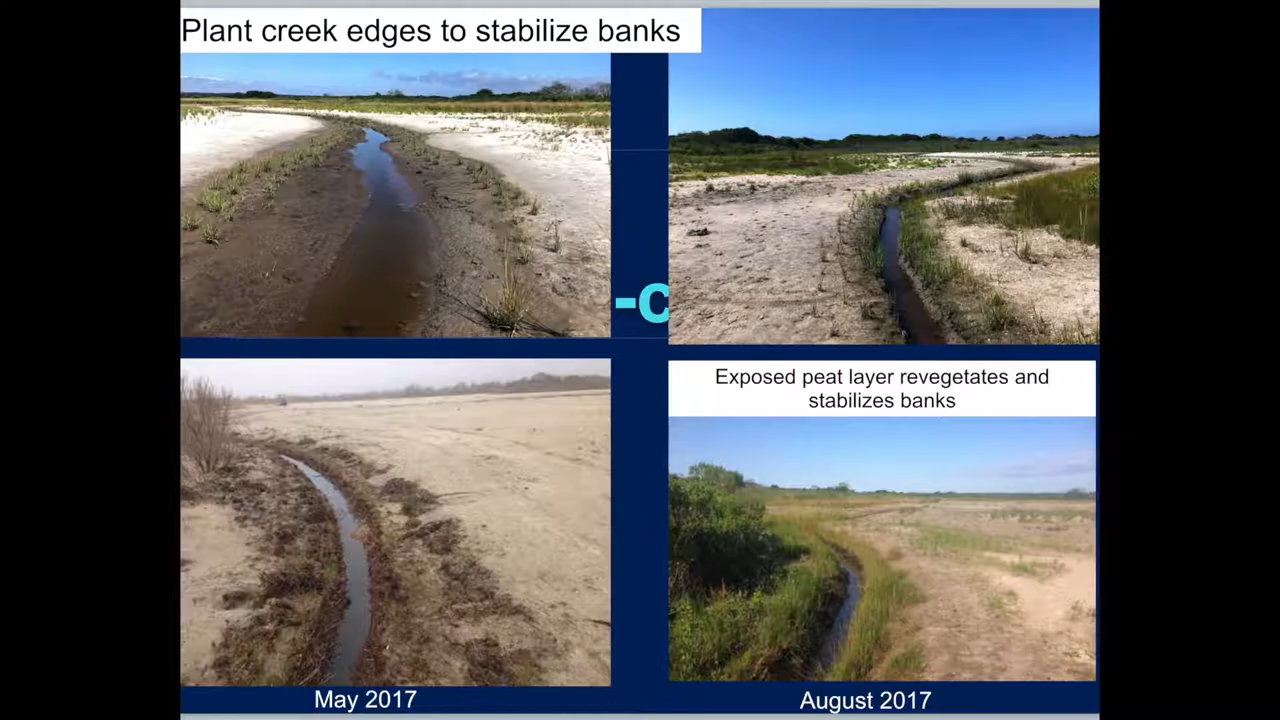 Plant creek edges to stabilize banks
-c
Exposed peat layer revegetates and
stabilizes banks
May 2017
August 2017